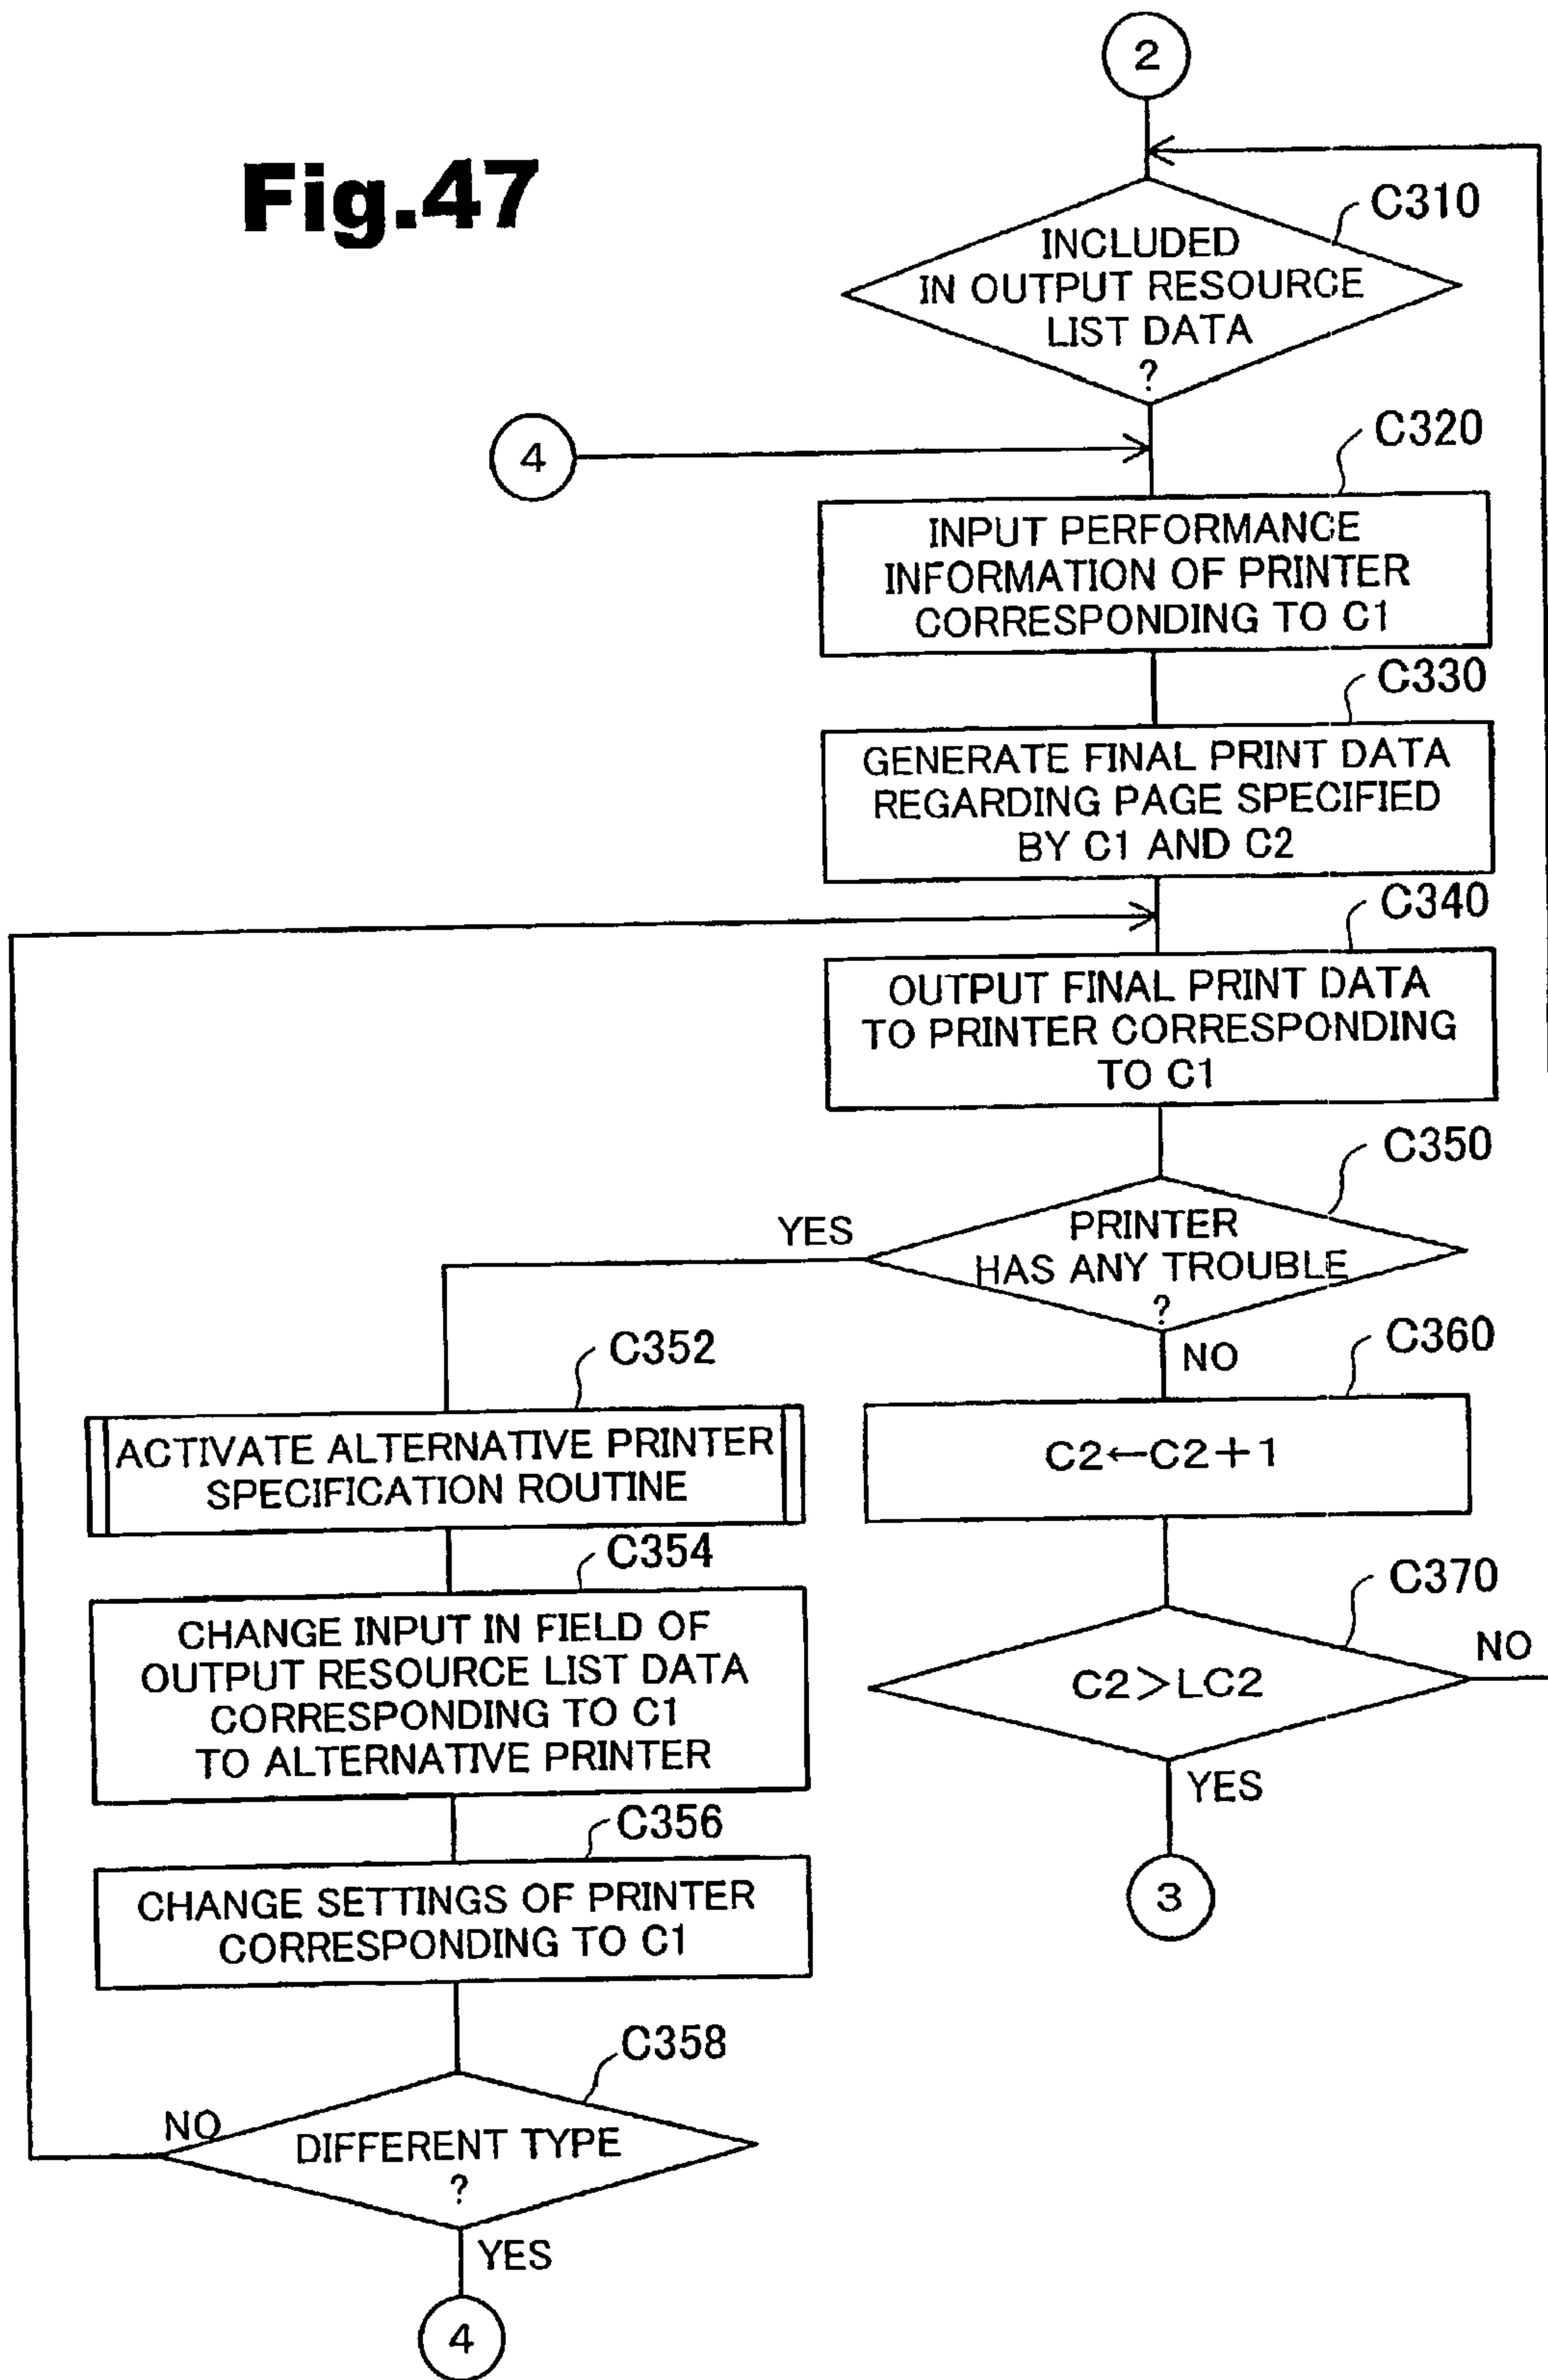 Fig.47
2
C310
INCLUDED
IN OUTPUT RESOURCE
LIST DATA
?
4
C320
INPUT PERFORMANCE
INFORMATION OF PRINTER
CORRESPONDING TO C1
C330
GENERATE FINAL PRINT DATA
REGARDING PAGE SPECIFIED
BY C1 AND C2
C340
OUTPUT FINAL PRINT DATA
TO PRINTER CORRESPONDING
TO C1
C350
YES
PRINTER
HAS ANY TROUBLE
?
NO
C352
ACTIVATE ALTERNATIVE PRINTER
SPECIFICATION ROUTINE
C360
C2←C2+1
C354
CHANGE INPUT IN FIELD OF
OUTPUT RESOURCE LIST DATA
CORRESPONDING TO C1
TO ALTERNATIVE PRINTER
C370
NO
C2>LC2
YES
3
C356
CHANGE SETTINGS OF PRINTER
CORRESPONDING TO C1
C358
NO
DIFFERENT TYPE
?
YES
4